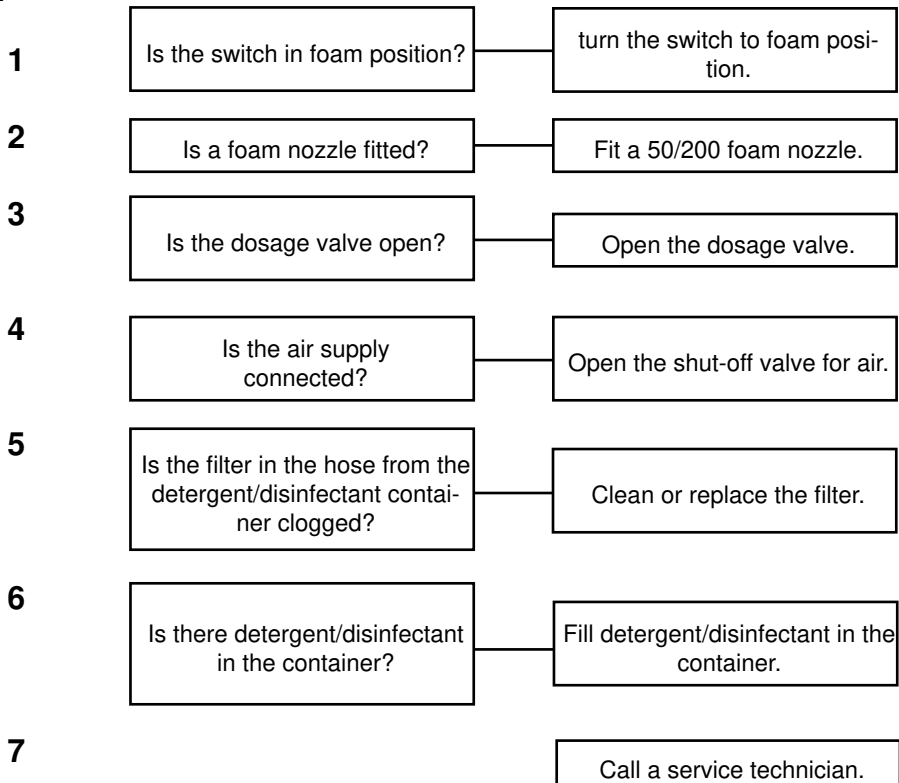 1
Is the switch in foam position?
turn the switch to foam posi-
tion.
2
Is a foam nozzle fitted?
Fit a 50/200 foam nozzle.
3
Is the dosage valve open?
Open the dosage valve.
4
Is the air supply
connected?
Open the shut-off valve for air.
5
Is the filter in the hose from the
detergent/disinfectant contai-
ner clogged?
Clean or replace the filter.
6
Is there detergent/disinfectant
in the container?
Fill detergent/disinfectant in the
container.
7
Call a service technician.